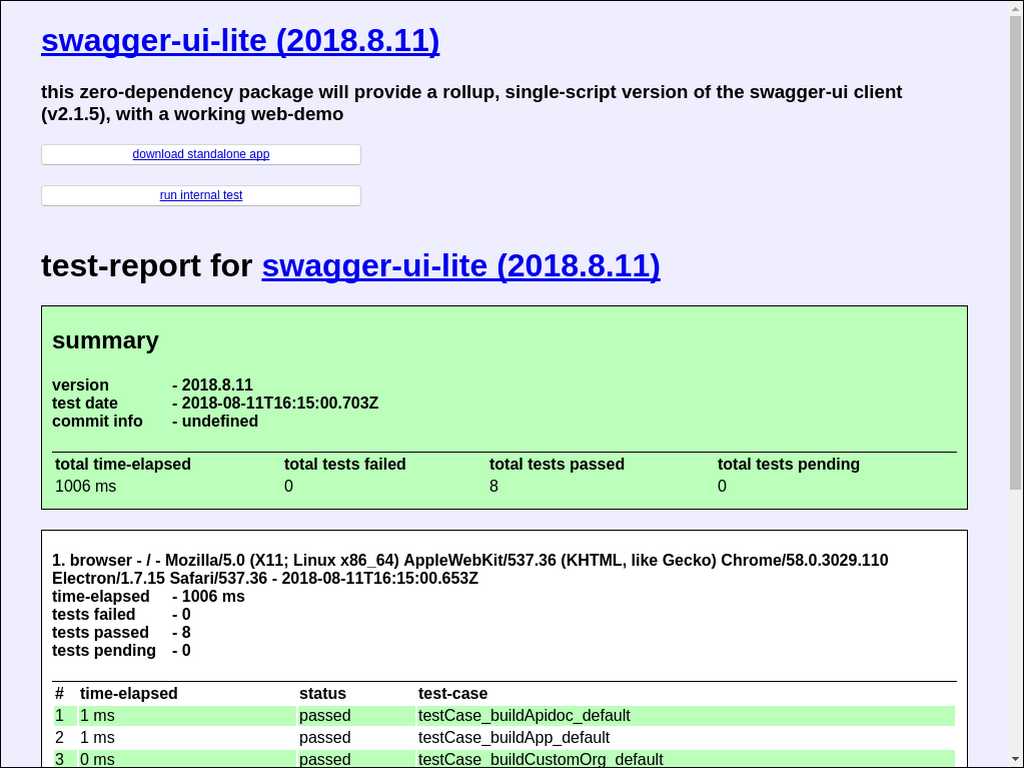 swagger-ui-lite (2018.8.11)
this zero-dependency package will provide a rollup, single-script version of the swagger-ui client
(v2.1.5), with a working web-demo
download standalone app
run internal test
test-report for swagger-ui-lite (2018.8.11)
summary
version - 2018.8.11
test date - 2018-08-11T16:15:00.703Z
commit info - undefined
total time-elapsed total tests failed total tests passed total tests pending
1006 ms 0 8 0
1. browser - / - Mozilla/5.0 (X11; Linux x86_64) AppleWebKit/537.36 (KHTML, like Gecko) Chrome/58.0.3029.110
Electron/1.7.15 Safari/537.36 - 2018-08-11T16:15:00.653Z
time-elapsed - 1006 ms
tests failed - 0
tests passed - 8
tests pending - 0
# time-elapsed status test-case
1 1 ms passed testCase_buildApidoc_default
2 1 ms passed testCase_buildApp_default
3 0 ms passed testCase_buildCustomOrg_default